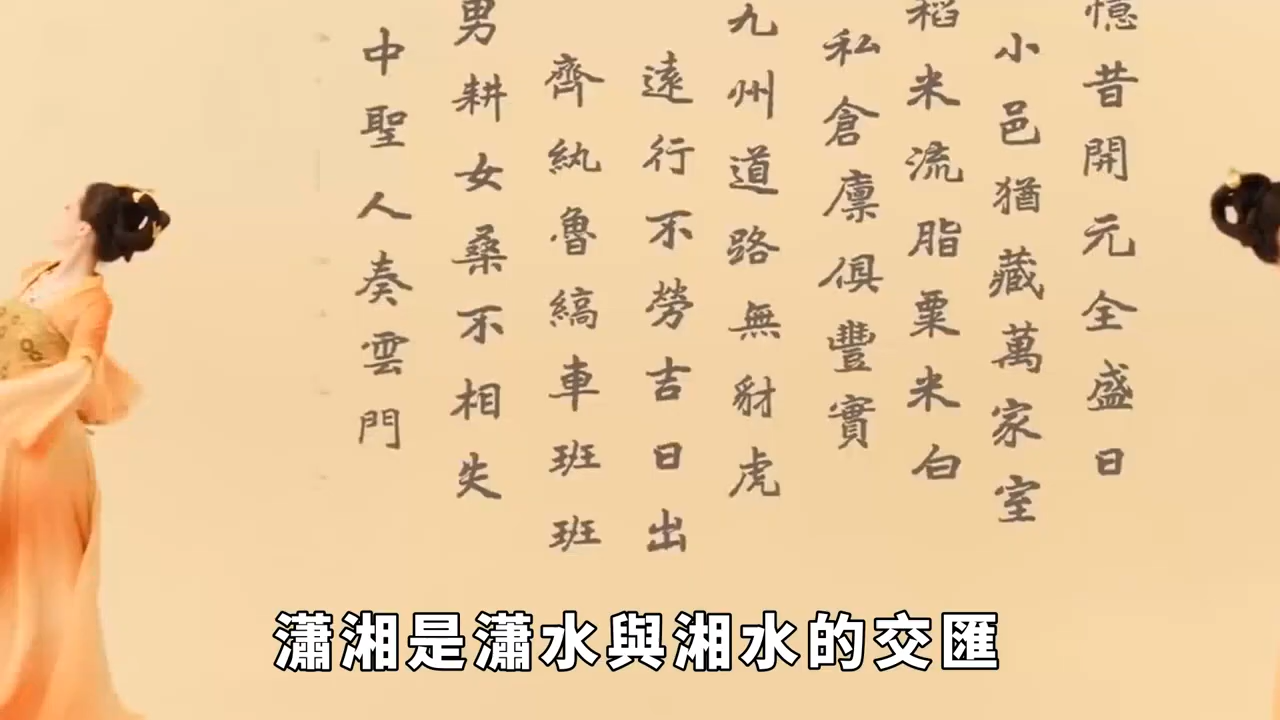 憶昔開元全盛日
小邑猶藏萬家室
稻米流脂粟米白
私倉廩俱豐實
九州道路無豺虎
遠行不勞吉日出
齊紈魯縞車班班
男耕女桑不相失
中聖人奏雲門
瀟湘是瀟水與湘水的交匯